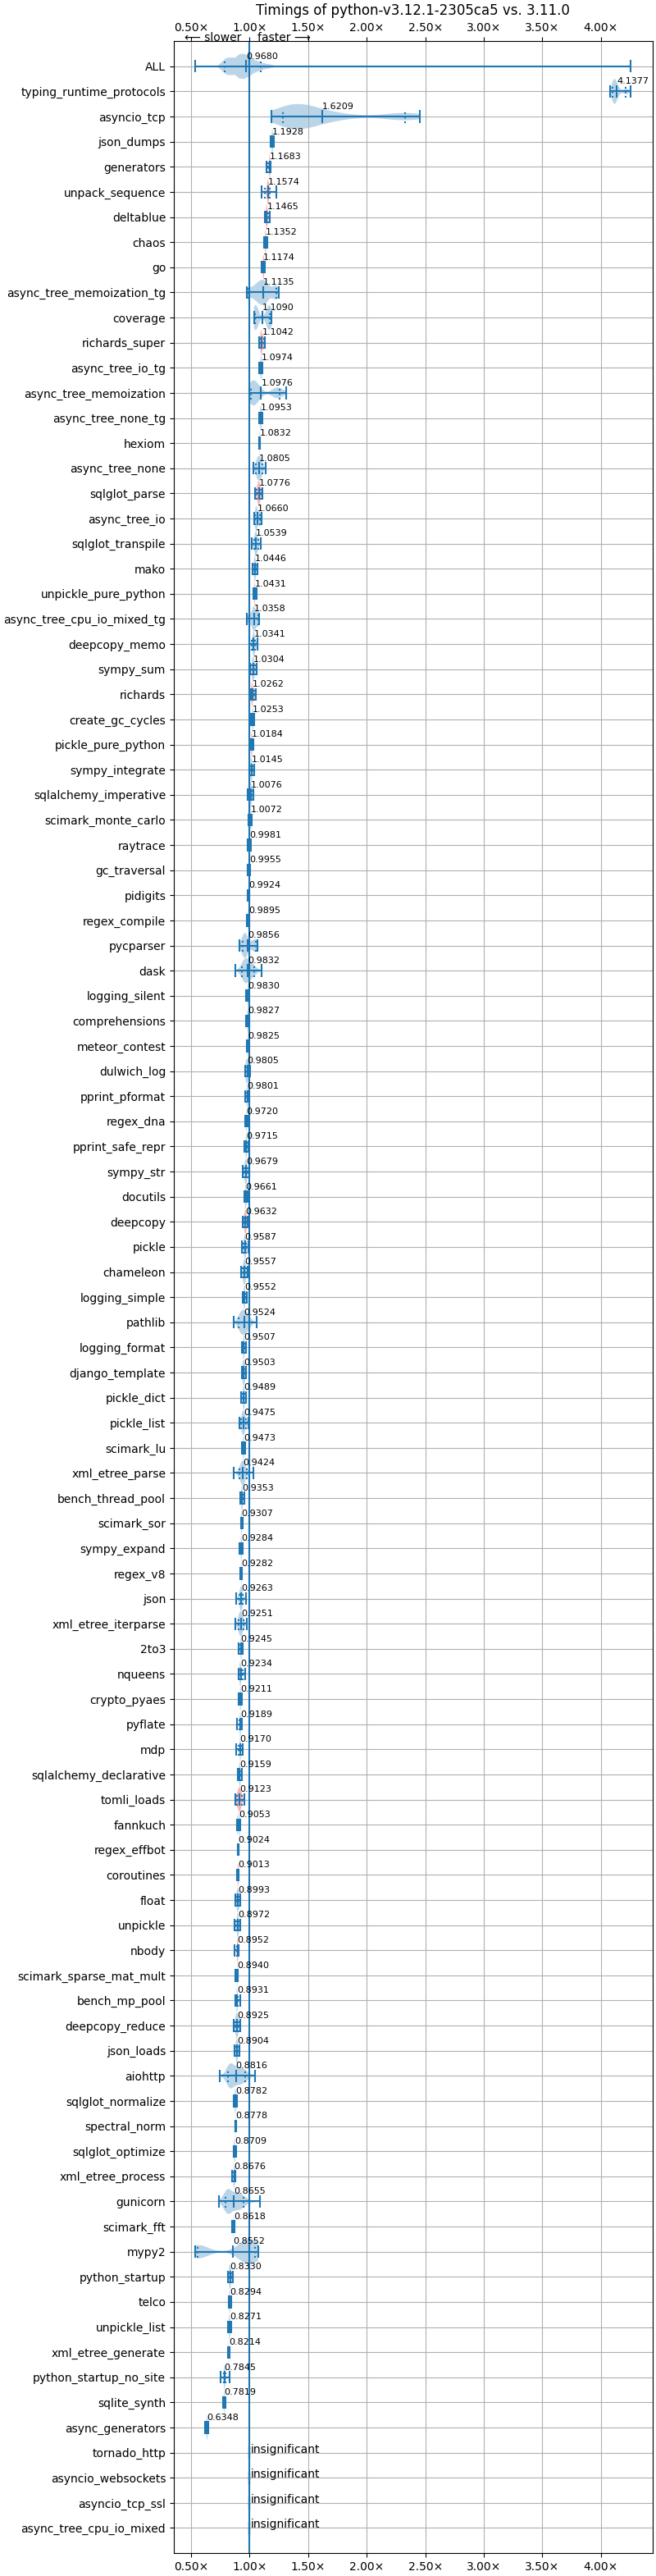 Timings of python-v3.12.1-2305ca5 vs. 3.11.0
0.50× 1.00× 1.50× 2.00× 2.50× 3.00× 3.50× 4.00×
⟵ slower faster ⟶
ALL 0.9680
typing_runtime_protocols 4.1377
asyncio_tcp 1.6209
json_dumps 1.1928
generators 1.1683
unpack_sequence 1.1574
deltablue 1.1465
chaos 1.1352
go 1.1174
async_tree_memoization_tg 1.1135
coverage 1.1090
richards_super 1.1042
async_tree_io_tg 1.0974
async_tree_memoization 1.0976
async_tree_none_tg 1.0953
hexiom 1.0832
async_tree_none 1.0805
sqlglot_parse 1.0776
async_tree_io 1.0660
sqlglot_transpile 1.0539
mako 1.0446
unpickle_pure_python 1.0431
async_tree_cpu_io_mixed_tg 1.0358
deepcopy_memo 1.0341
sympy_sum 1.0304
richards 1.0262
create_gc_cycles 1.0253
pickle_pure_python 1.0184
sympy_integrate 1.0145
sqlalchemy_imperative 1.0076
scimark_monte_carlo 1.0072
raytrace 0.9981
gc_traversal 0.9955
pidigits 0.9924
regex_compile 0.9895
pycparser 0.9856
dask 0.9832
logging_silent 0.9830
comprehensions 0.9827
meteor_contest 0.9825
dulwich_log 0.9805
pprint_pformat 0.9801
regex_dna 0.9720
pprint_safe_repr 0.9715
sympy_str 0.9679
docutils 0.9661
deepcopy 0.9632
pickle 0.9587
chameleon 0.9557
logging_simple 0.9552
pathlib 0.9524
logging_format 0.9507
django_template 0.9503
pickle_dict 0.9489
pickle_list 0.9475
scimark_lu 0.9473
xml_etree_parse 0.9424
bench_thread_pool 0.9353
scimark_sor 0.9307
sympy_expand 0.9284
regex_v8 0.9282
json 0.9263
xml_etree_iterparse 0.9251
2to3 0.9245
nqueens 0.9234
crypto_pyaes 0.9211
pyflate 0.9189
mdp 0.9170
sqlalchemy_declarative 0.9159
tomli_loads 0.9123
fannkuch 0.9053
regex_effbot 0.9024
coroutines 0.9013
float 0.8993
unpickle 0.8972
nbody 0.8952
scimark_sparse_mat_mult 0.8940
bench_mp_pool 0.8931
deepcopy_reduce 0.8925
json_loads 0.8904
aiohttp 0.8816
sqlglot_normalize 0.8782
spectral_norm 0.8778
sqlglot_optimize 0.8709
xml_etree_process 0.8676
gunicorn 0.8655
scimark_fft 0.8618
mypy2 0.8552
python_startup 0.8330
telco 0.8294
unpickle_list 0.8271
xml_etree_generate 0.8214
python_startup_no_site 0.7845
sqlite_synth 0.7819
async_generators 0.6348
tornado_http insignificant
asyncio_websockets insignificant
asyncio_tcp_ssl insignificant
async_tree_cpu_io_mixed insignificant
0.50× 1.00× 1.50× 2.00× 2.50× 3.00× 3.50× 4.00×